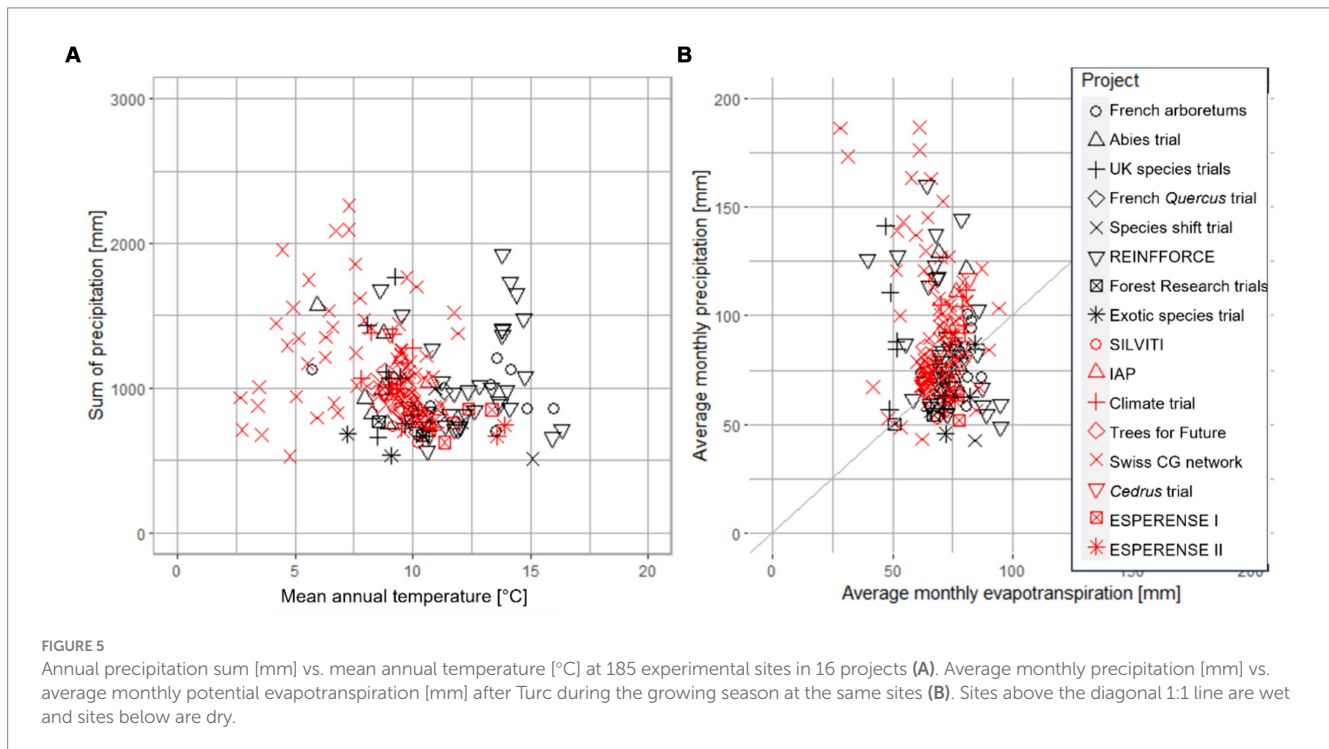 A
B
3000
2000
1000
0
Sum of precipitation [mm]
0
5
10
15
20
Mean annual temperature [°C]
200
150
100
50
0
Average monthly precipitation [mm]
0
50
100
150
200
Average monthly evapotranspiration [mm]
Project
French arboretums
Abies trial
UK species trials
French Quercus trial
Species shift trial
REINFFORCE
Forest Research trials
Exotic species trial
SILVITI
IAP
Climate trial
Trees for Future
Swiss CG network
Cedrus trial
ESPERENSE I
ESPERENSE II
FIGURE 5
Annual precipitation sum [mm] vs. mean annual temperature [°C] at 185 experimental sites in 16 projects (A). Average monthly precipitation [mm] vs.
average monthly potential evapotranspiration [mm] after Turc during the growing season at the same sites (B). Sites above the diagonal 1:1 line are wet
and sites below are dry.